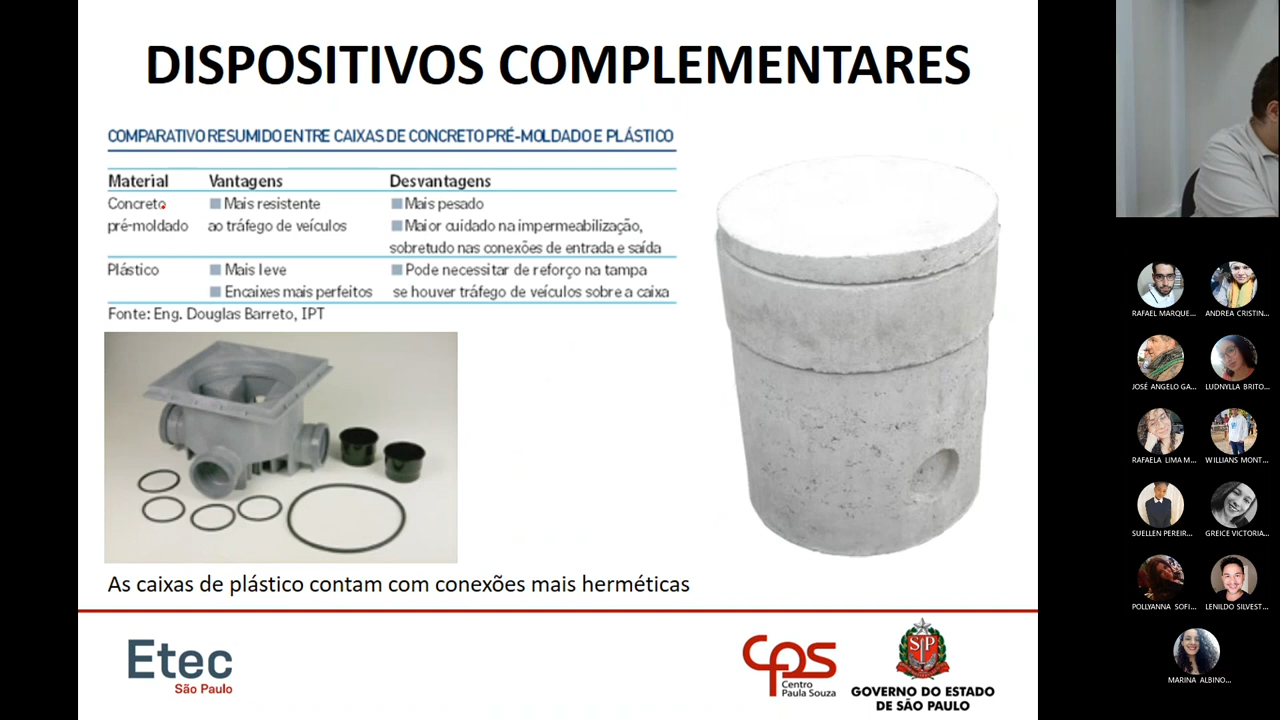 DISPOSITIVOS COMPLEMENTARES
COMPARATIVO RESUMIDO ENTRE CAIXAS DE CONCRETO PRÉ-MOLDADO E PLÁSTICO
Material Vantagens Desvantagens
Concreto Mais resistente Mais pesado
pré-moldado ao tráfego de veículos Maior cuidado na impermeabilização,
sobretudo nas conexões de entrada e saída
Plástico Mais leve Pode necessitar de reforço na tampa
Encaixes mais perfeitos se houver tráfego de veículos sobre a caixa
Fonte: Eng. Douglas Barreto, IPT
As caixas de plástico contam com conexões mais herméticas
Etec
São Paulo
cps
Centro
Paula Souza
SP
GOVERNO DO ESTADO
DE SÃO PAULO
RAFAEL MARQUE... ANDREA CRISTIN...
JOSÉ ANGELO GA... LUDNYLLA BRITO...
RAFAELA LIMA M... WILLIANS MONT...
SUELLEN PEREIR... GREICE VICTORIA...
POLLYANNA SOFI... LENILDO SILVEST...
MARINA ALBINO...